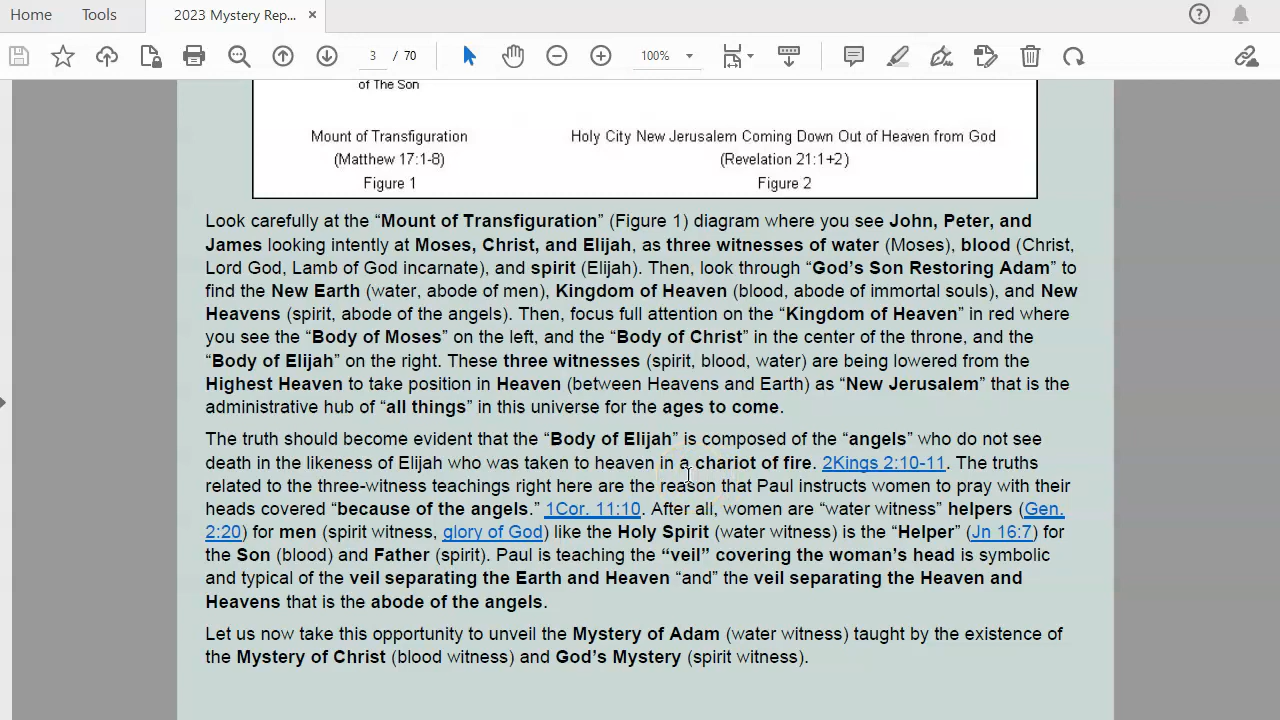 Home Tools 2023 Mystery Rep... ×
3 / 70 100%
of The Son
Mount of Transfiguration Holy City New Jerusalem Coming Down Out of Heaven from God
(Matthew 17:1-8) (Revelation 21:1+2)
Figure 1 Figure 2
Look carefully at the “Mount of Transfiguration” (Figure 1) diagram where you see John, Peter, and
James looking intently at Moses, Christ, and Elijah, as three witnesses of water (Moses), blood (Christ,
Lord God, Lamb of God incarnate), and spirit (Elijah). Then, look through “God’s Son Restoring Adam” to
find the New Earth (water, abode of men), Kingdom of Heaven (blood, abode of immortal souls), and New
Heavens (spirit, abode of the angels). Then, focus full attention on the “Kingdom of Heaven” in red where
you see the “Body of Moses” on the left, and the “Body of Christ” in the center of the throne, and the
“Body of Elijah” on the right. These three witnesses (spirit, blood, water) are being lowered from the
Highest Heaven to take position in Heaven (between Heavens and Earth) as “New Jerusalem” that is the
administrative hub of “all things” in this universe for the ages to come.
The truth should become evident that the “Body of Elijah” is composed of the “angels” who do not see
death in the likeness of Elijah who was taken to heaven in a chariot of fire. 2Kings 2:10-11. The truths
related to the three-witness teachings right here are the reason that Paul instructs women to pray with their
heads covered “because of the angels.” 1Cor. 11:10. After all, women are “water witness” helpers (Gen.
2:20) for men (spirit witness, glory of God) like the Holy Spirit (water witness) is the “Helper” (Jn 16:7) for
the Son (blood) and Father (spirit). Paul is teaching the “veil” covering the woman’s head is symbolic
and typical of the veil separating the Earth and Heaven “and” the veil separating the Heaven and
Heavens that is the abode of the angels.
Let us now take this opportunity to unveil the Mystery of Adam (water witness) taught by the existence of
the Mystery of Christ (blood witness) and God’s Mystery (spirit witness).